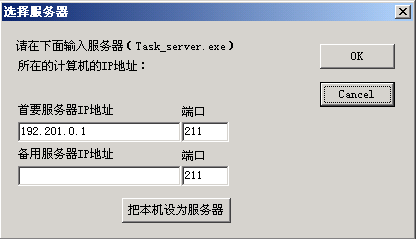 选择服务器
请在下面输入服务器(Task_server.exe)
所在的计算机的IP地址：
OK
Cancel
首要服务器IP地址 端口
192.201.0.1 211
备用服务器IP地址 端口
211
把本机设为服务器